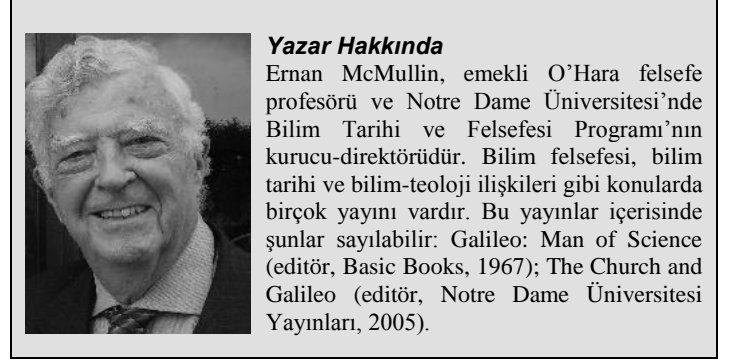 Yazar Hakkında
Ernan McMullin, emekli O’Hara felsefe
profesörü ve Notre Dame Üniversitesi’nde
Bilim Tarihi ve Felsefesi Programı’nın
kurucu-direktörüdür. Bilim felsefesi, bilim
tarihi ve bilim-teoloji ilişkileri gibi konularda
birçok yayını vardır. Bu yayınlar içerisinde
şunlar sayılabilir: Galileo: Man of Science
(editör, Basic Books, 1967); The Church and
Galileo (editör, Notre Dame Üniversitesi
Yayınları, 2005).